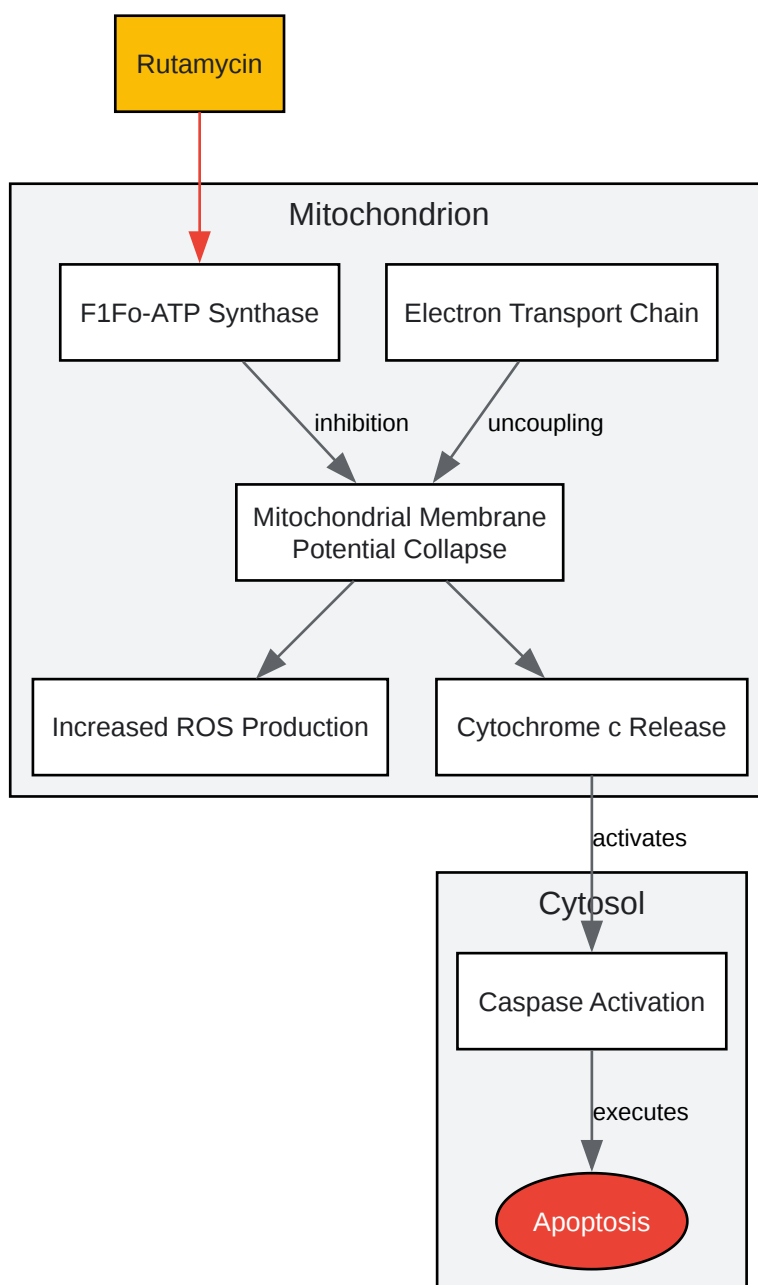 Rutamycin
Mitochondrion
F1Fo-ATP Synthase
Electron Transport Chain
inhibition
uncoupling
Mitochondrial Membrane
Potential Collapse
Increased ROS Production
Cytochrome c Release
activates
Cytosol
Caspase Activation
executes
Apoptosis